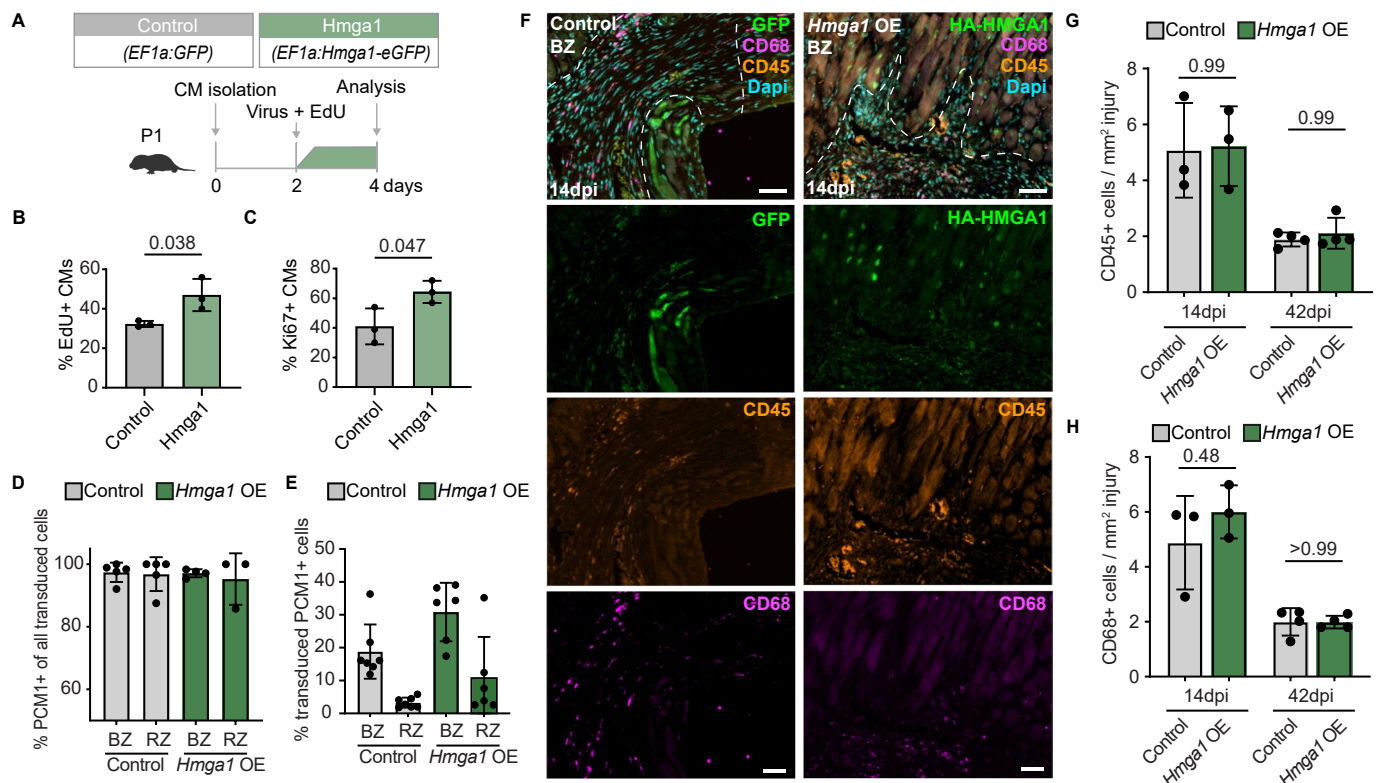 A
Control
(EF1a:GFP)
Hmga1
(EF1a:Hmga1-eGFP)
CM isolation
Analysis
Virus + EdU
P1
0
2
4 days
B
0.038
% EdU+ CMs
60
40
20
0
Control
Hmga1
C
0.047
% Ki67+ CMs
80
60
40
20
0
Control
Hmga1
D
Control
Hmga1 OE
% PCM1+ of all transduced cells
100
80
60
BZ
RZ
BZ
RZ
Control
Hmga1 OE
E
% transduced PCM1+ cells
50
40
30
20
10
0
BZ
RZ
BZ
RZ
Control
Hmga1 OE
F
Control
BZ
GFP
CD68
CD45
Dapi
14dpi
Hmga1 OE
BZ
HA-HMGA1
CD68
CD45
Dapi
14dpi
GFP
HA-HMGA1
CD45
CD45
CD68
CD68
G
Control
Hmga1 OE
CD45+ cells / mm² injury
8
6
4
2
0
0.99
0.99
14dpi
42dpi
Control
Hmga1 OE
Control
Hmga1 OE
H
Control
Hmga1 OE
CD68+ cells / mm² injury
8
6
4
2
0
0.48
>0.99
14dpi
42dpi
Control
Hmga1 OE
Control
Hmga1 OE